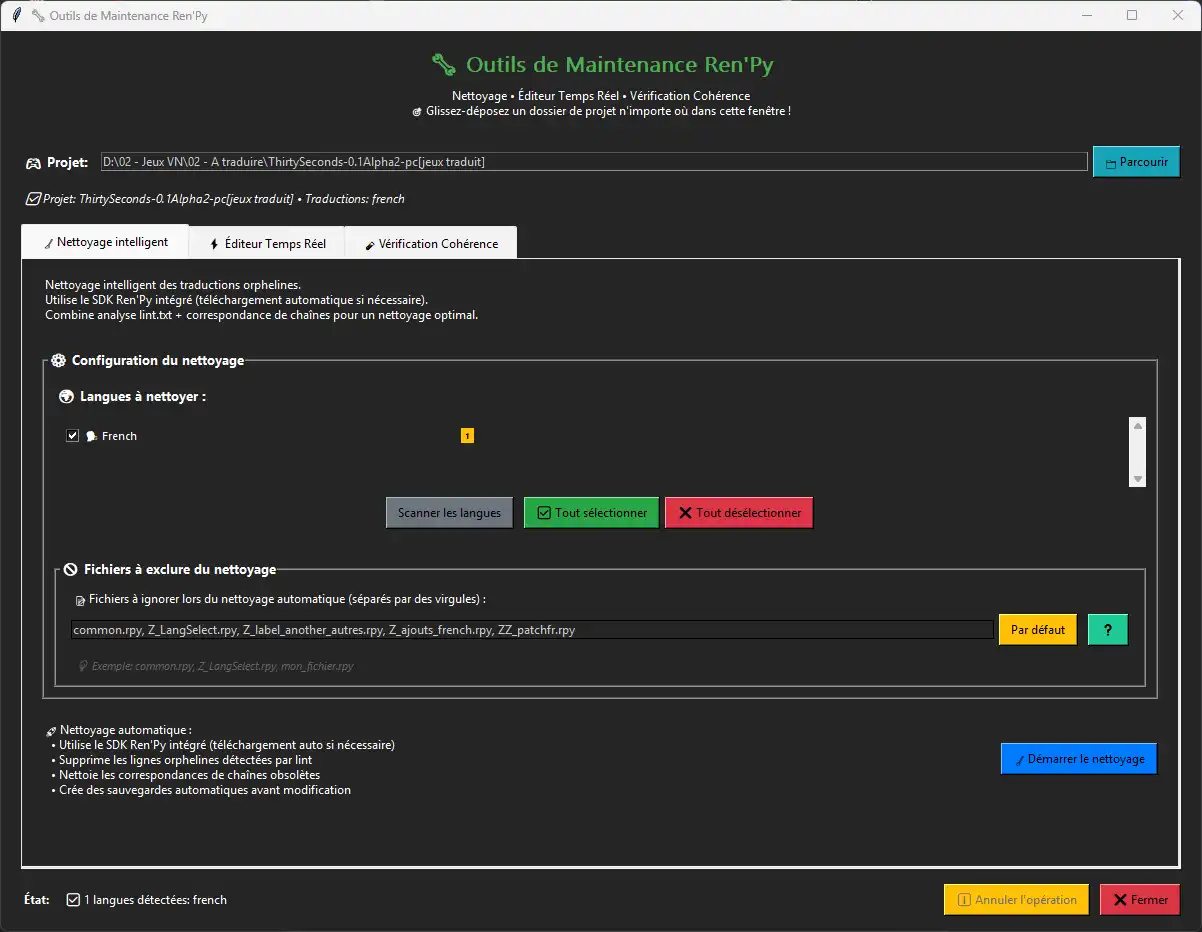 Outils de Maintenance Ren'Py
Outils de Maintenance Ren'Py
Nettoyage • Éditeur Temps Réel • Vérification Cohérence
Glissez-déposez un dossier de projet n'importe où dans cette fenêtre !
Projet: D:\02 - Jeux VN\02 - A traduire\ThirtySeconds-0.1Alpha2-pc[jeux traduit] Parcourir
Projet: ThirtySeconds-0.1Alpha2-pc[jeux traduit] • Traductions: french
Nettoyage intelligent Éditeur Temps Réel Vérification Cohérence
Nettoyage intelligent des traductions orphelines.
Utilise le SDK Ren'Py intégré (téléchargement automatique si nécessaire).
Combine analyse lint.txt + correspondance de chaînes pour un nettoyage optimal.
Configuration du nettoyage
Langues à nettoyer :
French 1
Scanner les langues Tout sélectionner Tout désélectionner
Fichiers à exclure du nettoyage
Fichiers à ignorer lors du nettoyage automatique (séparés par des virgules) :
common.rpy, Z_LangSelect.rpy, Z_label_another_autres.rpy, Z_ajouts_french.rpy, ZZ_patchfr.rpy Par défaut ?
Exemple: common.rpy, Z_LangSelect.rpy, mon_fichier.rpy
Nettoyage automatique :
• Utilise le SDK Ren'Py intégré (téléchargement auto si nécessaire)
• Supprime les lignes orphelines détectées par lint
• Nettoie les correspondances de chaînes obsolètes
• Crée des sauvegardes automatiques avant modification
Démarrer le nettoyage
État: 1 langues détectées: french Annuler l'opération Fermer